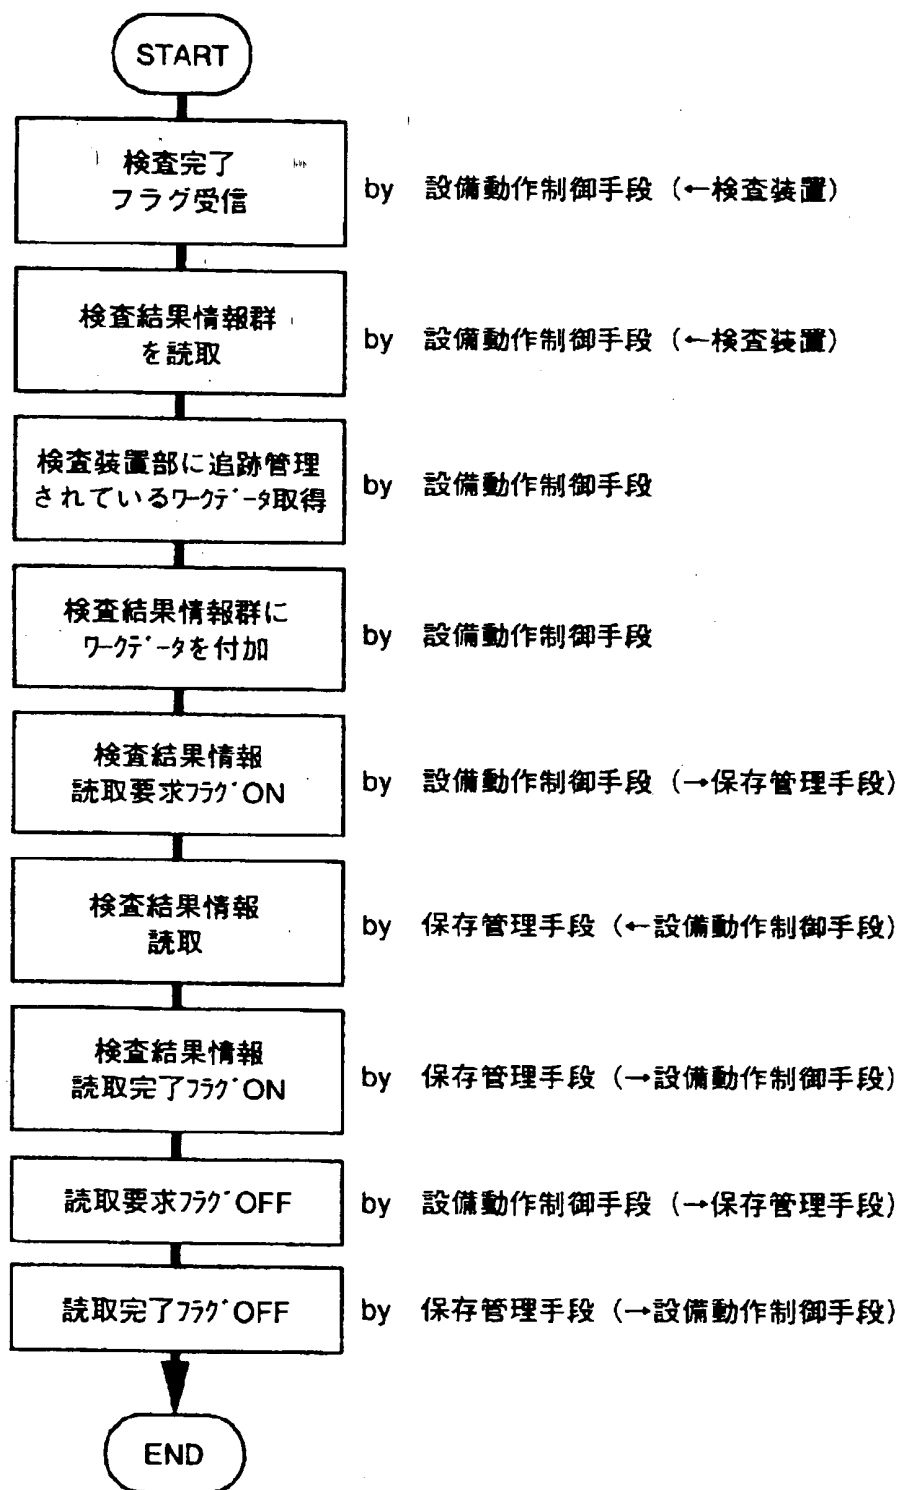 START
検査完了
フラグ受信
by 設備動作制御手段 (←検査装置)
検査結果情報群
を読取
by 設備動作制御手段 (←検査装置)
検査装置部に追跡管理
されているﾜｰｸﾃﾞｰﾀ取得
by 設備動作制御手段
検査結果情報群に
ﾜｰｸﾃﾞｰﾀを付加
by 設備動作制御手段
検査結果情報
読取要求ﾌﾗｸﾞON
by 設備動作制御手段 (→保存管理手段)
検査結果情報
読取
by 保存管理手段 (←設備動作制御手段)
検査結果情報
読取完了ﾌﾗｸﾞON
by 保存管理手段 (→設備動作制御手段)
読取要求ﾌﾗｸﾞOFF
by 設備動作制御手段 (→保存管理手段)
読取完了ﾌﾗｸﾞOFF
by 保存管理手段 (→設備動作制御手段)
END